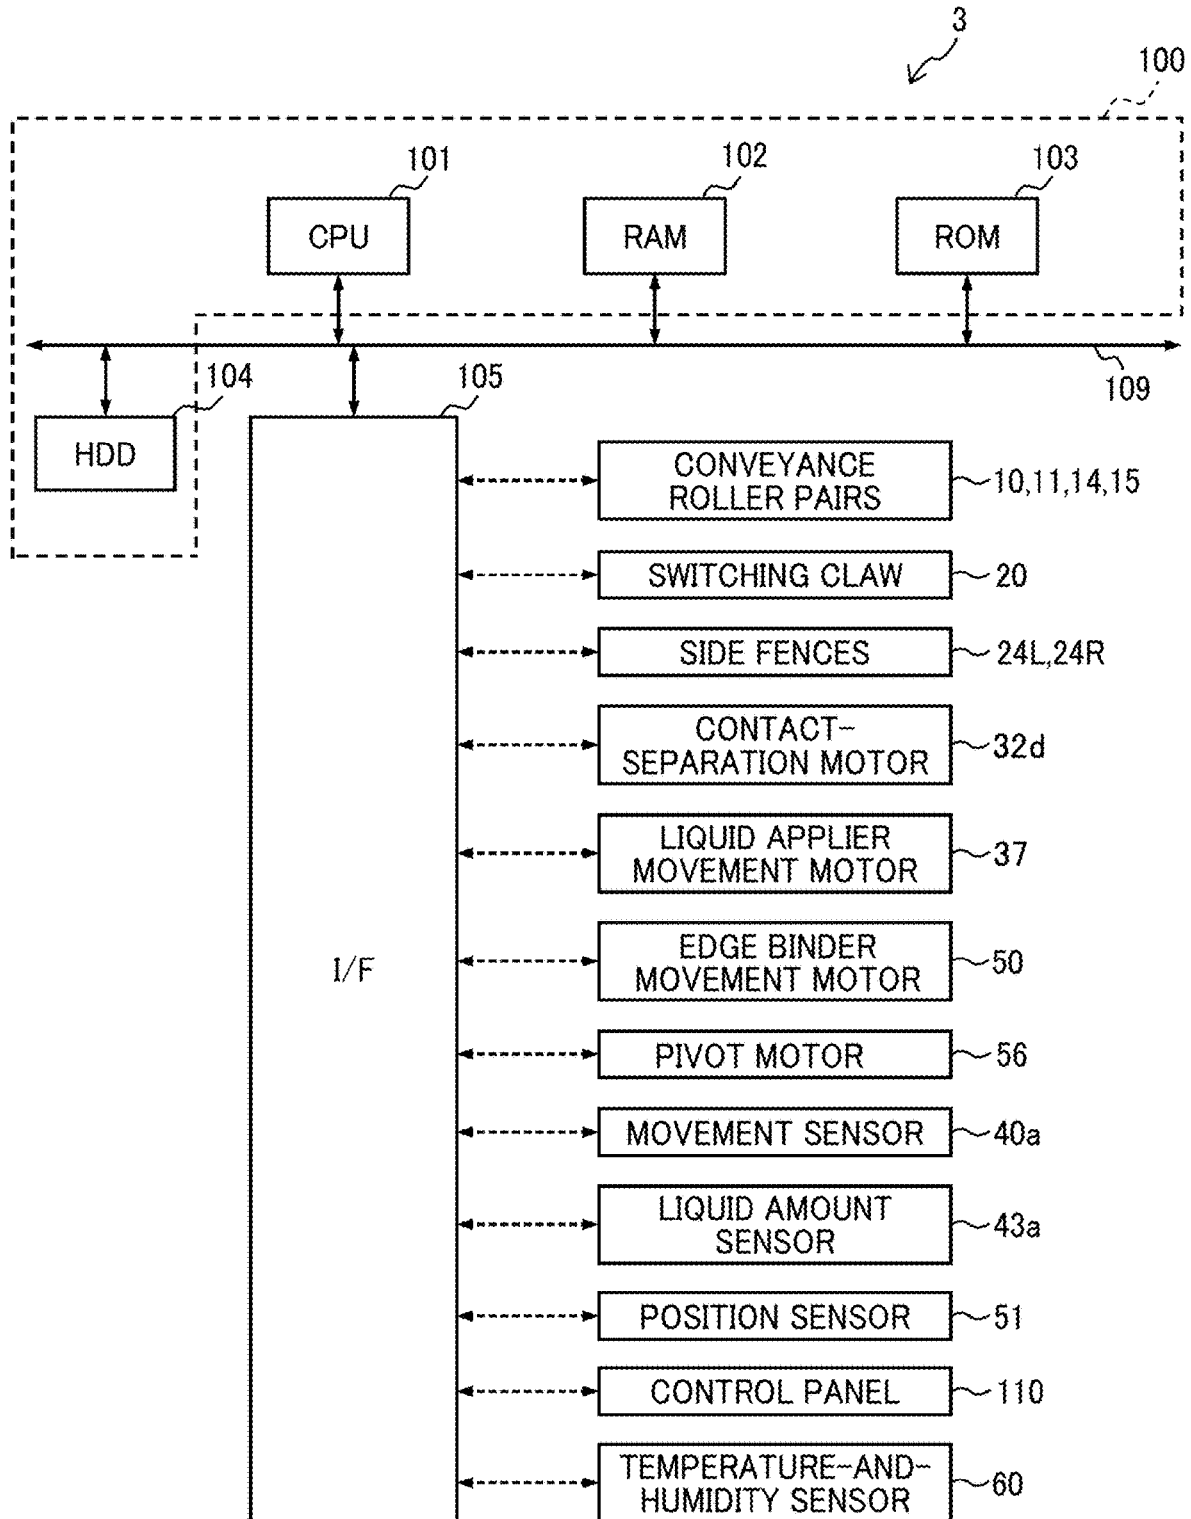 3
100
101
102
103
CPU
RAM
ROM
109
104
105
HDD
CONVEYANCE
ROLLER PAIRS
10,11,14,15
SWITCHING CLAW
20
SIDE FENCES
24L,24R
CONTACT-
SEPARATION MOTOR
32d
LIQUID APPLIER
MOVEMENT MOTOR
37
I/F
EDGE BINDER
MOVEMENT MOTOR
50
PIVOT MOTOR
56
MOVEMENT SENSOR
40a
LIQUID AMOUNT
SENSOR
43a
POSITION SENSOR
51
CONTROL PANEL
110
TEMPERATURE-AND-
HUMIDITY SENSOR
60